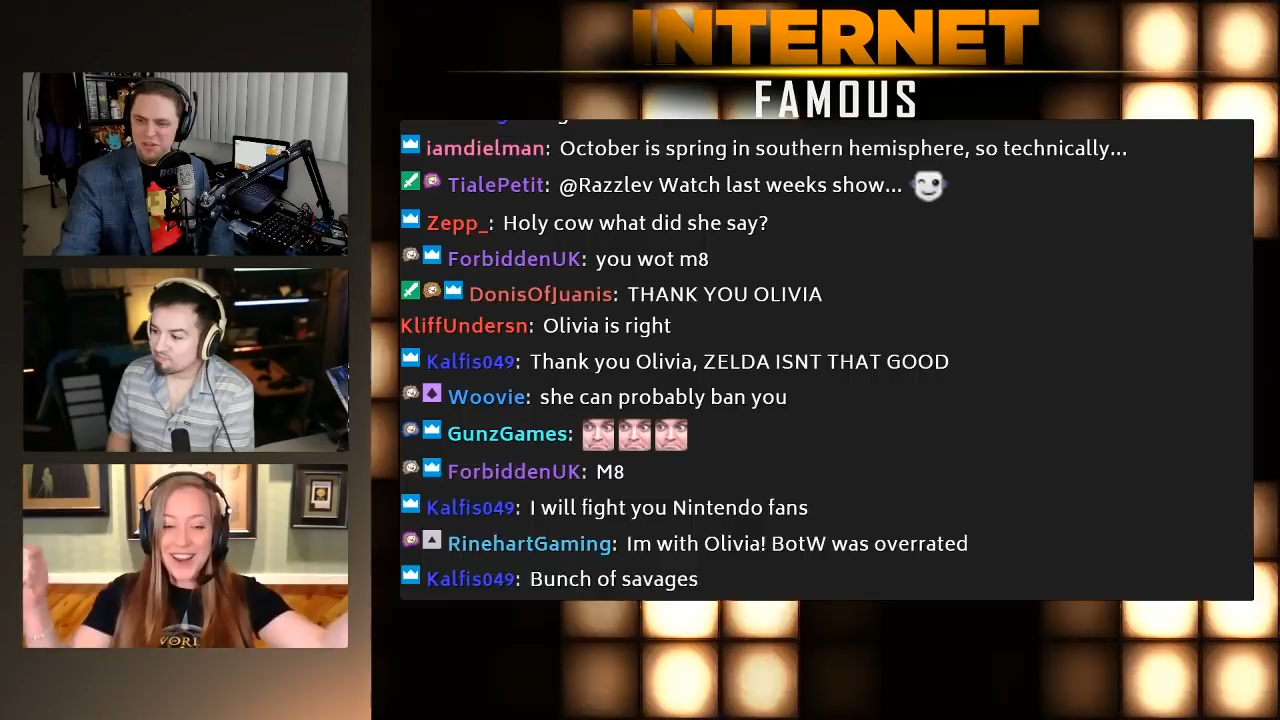 INTERNET
FAMOUS
iamdielman: October is spring in southern hemisphere, so technically...
TialePetit: @Razzlev Watch last weeks show...
Zepp_: Holy cow what did she say?
ForbiddenUK: you wot m8
DonisOfJuanis: THANK YOU OLIVIA
KliffUndersn: Olivia is right
Kalfis049: Thank you Olivia, ZELDA ISNT THAT GOOD
Woovie: she can probably ban you
GunzGames:
ForbiddenUK: M8
Kalfis049: I will fight you Nintendo fans
RinehartGaming: Im with Olivia! BotW was overrated
Kalfis049: Bunch of savages